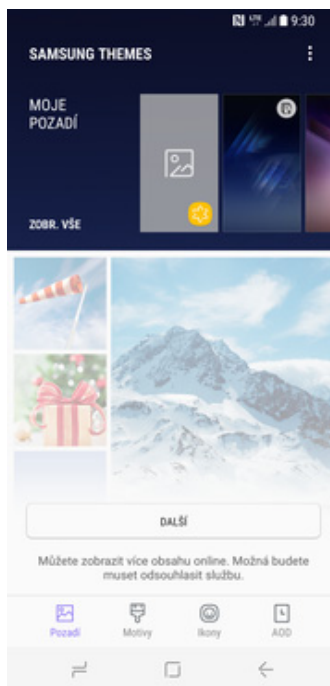 9:30
SAMSUNG THEMES
MOJE
POZADÍ
ZOBR. VŠE
DALŠÍ
Můžete zobrazit více obsahu online. Možná budete
muset odsouhlasit službu.
Pozadí Motivy Ikony AOD